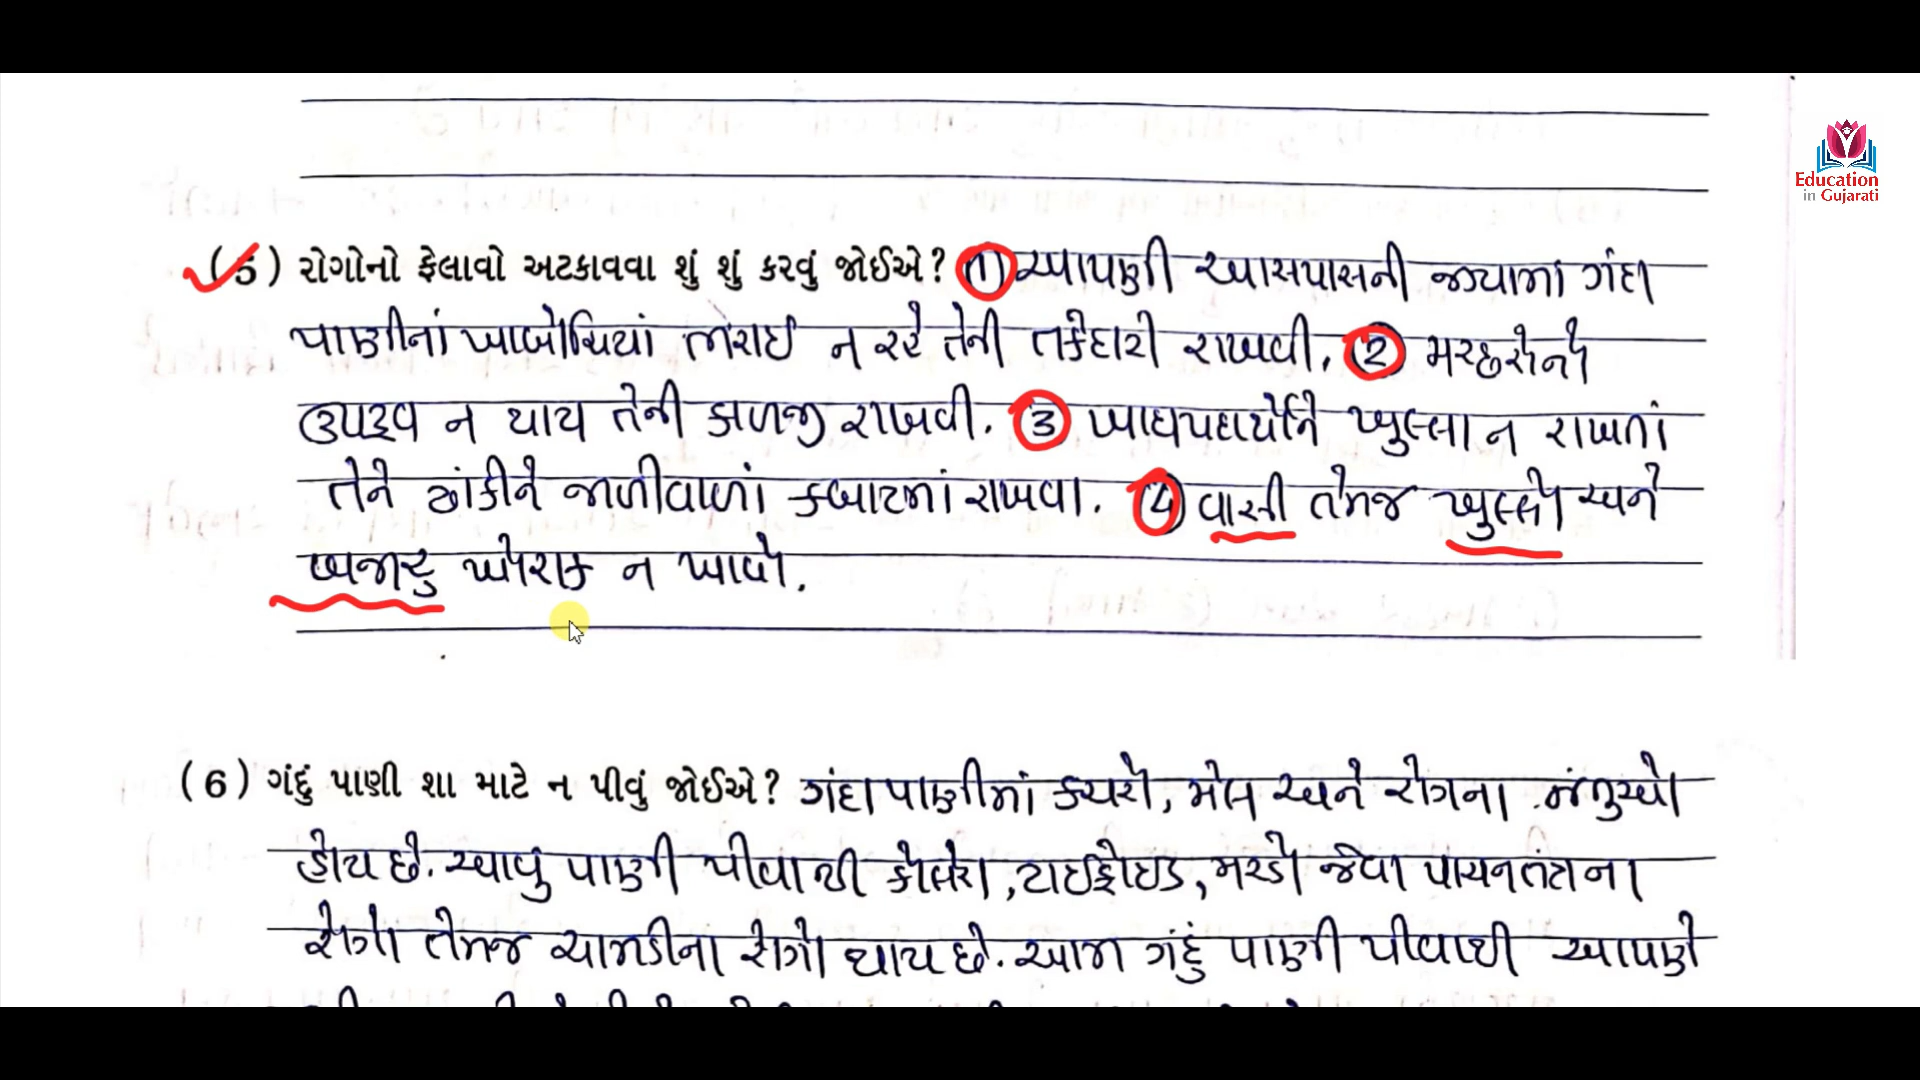 Education
in Gujarati
(5) રોગોનો ફેલાવો અટકાવવા શું શું કરવું જોઈએ? (1) આપણી આસપાસની જગ્યામાં ગંદા
પાણીનાં ખાબોચિયાં ભરાઈ ન રહે તેની તકેદારી રાખવી. (2) મચ્છરોનો
ઉપદ્રવ ન થાય તેની કાળજી રાખવી. (3) ખાદ્યપદાર્થોને ખુલ્લા ન રાખતાં
તેને ઢાંકીને જાળીવાળાં કબાટમાં રાખવા. (4) વાસી તેમજ ખુલ્લો અને
બજારુ ખોરાક ન ખાવો.
(6) ગંદું પાણી શા માટે ન પીવું જોઈએ? ગંદા પાણીમાં કચરો, મેલ અને રોગના જંતુઓ
હોય છે. આવું પાણી પીવાથી કોલેરા, ટાઈફોઇડ, મરડો જેવા પાચનતંત્રના
રોગો તેમજ ચામડીના રોગો થાય છે. આમ ગંદું પાણી પીવાથી આપણે